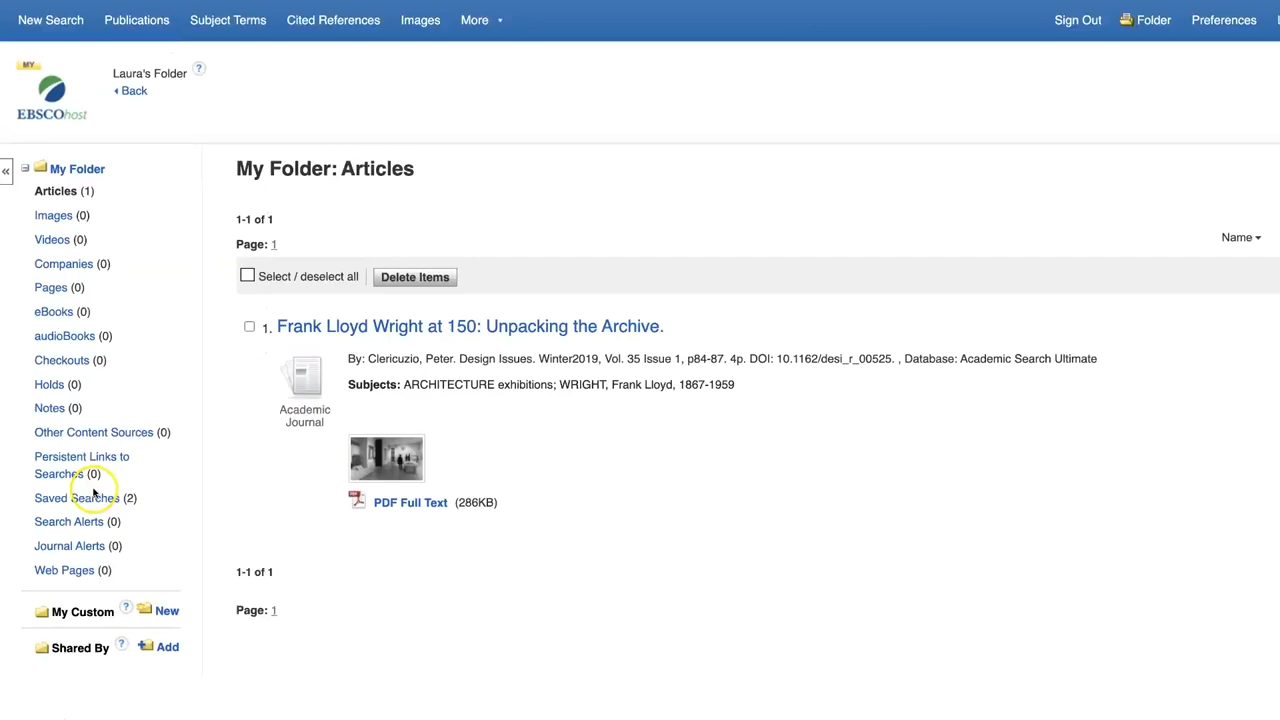 New Search Publications Subject Terms Cited References Images More Sign Out Folder Preferences
MY
EBSCOhost
Laura's Folder ?
Back
«
My Folder
Articles (1)
Images (0)
Videos (0)
Companies (0)
Pages (0)
eBooks (0)
audioBooks (0)
Checkouts (0)
Holds (0)
Notes (0)
Other Content Sources (0)
Persistent Links to
Searches (0)
Saved Searches (2)
Search Alerts (0)
Journal Alerts (0)
Web Pages (0)
My Custom ? New
Shared By ? Add
My Folder: Articles
1-1 of 1
Page: 1
Name
Select / deselect all Delete Items
1. Frank Lloyd Wright at 150: Unpacking the Archive.
Academic
Journal
By: Clericuzio, Peter. Design Issues. Winter2019, Vol. 35 Issue 1, p84-87. 4p. DOI: 10.1162/desi_r_00525. , Database: Academic Search Ultimate
Subjects: ARCHITECTURE exhibitions; WRIGHT, Frank Lloyd, 1867-1959
PDF Full Text (286KB)
1-1 of 1
Page: 1